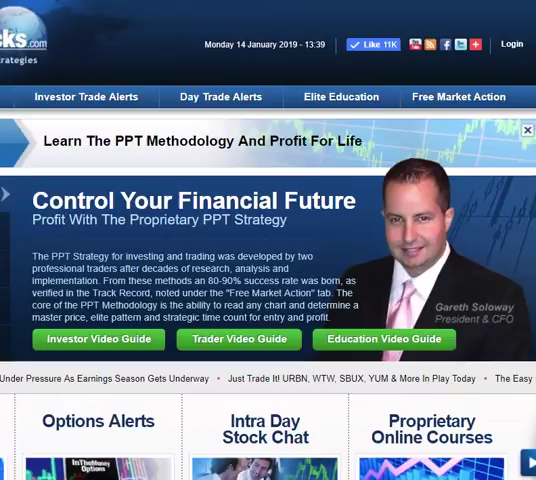 cks.com
Monday 14 January 2019 - 13:39
Like 11K
Login
trategies
Investor Trade Alerts
Day Trade Alerts
Elite Education
Free Market Action
Learn The PPT Methodology And Profit For Life
Control Your Financial Future
Profit With The Proprietary PPT Strategy
The PPT Strategy for investing and trading was developed by two
professional traders after decades of research, analysis and
implementation. From these methods an 80-90% success rate was born, as
verified in the Track Record, noted under the "Free Market Action" tab. The
core of the PPT Methodology is the ability to read any chart and determine a
master price, elite pattern and strategic time count for entry and profit.
Gareth Soloway
President & CFO
Investor Video Guide
Trader Video Guide
Education Video Guide
Under Pressure As Earnings Season Gets Underway • Just Trade It! URBN, WTW, SBUX, YUM & More In Play Today • The Easy
Options Alerts
Intra Day
Stock Chat
Proprietary
Online Courses
InTheMoney
Options